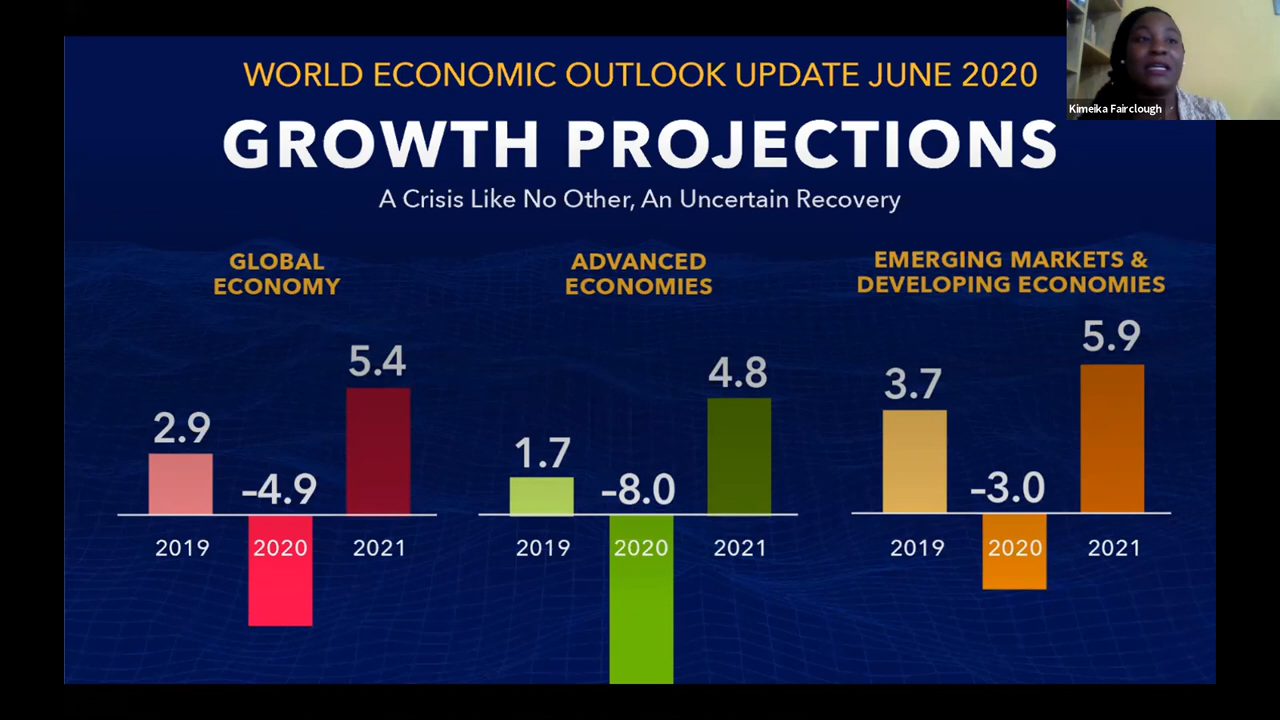 WORLD ECONOMIC OUTLOOK UPDATE JUNE 2020
GROWTH PROJECTIONS
A Crisis Like No Other, An Uncertain Recovery
Kimeika Fairclough
GLOBAL
ECONOMY
2.9
-4.9
5.4
2019
2020
2021
ADVANCED
ECONOMIES
1.7
-8.0
4.8
2019
2020
2021
EMERGING MARKETS &
DEVELOPING ECONOMIES
3.7
-3.0
5.9
2019
2020
2021